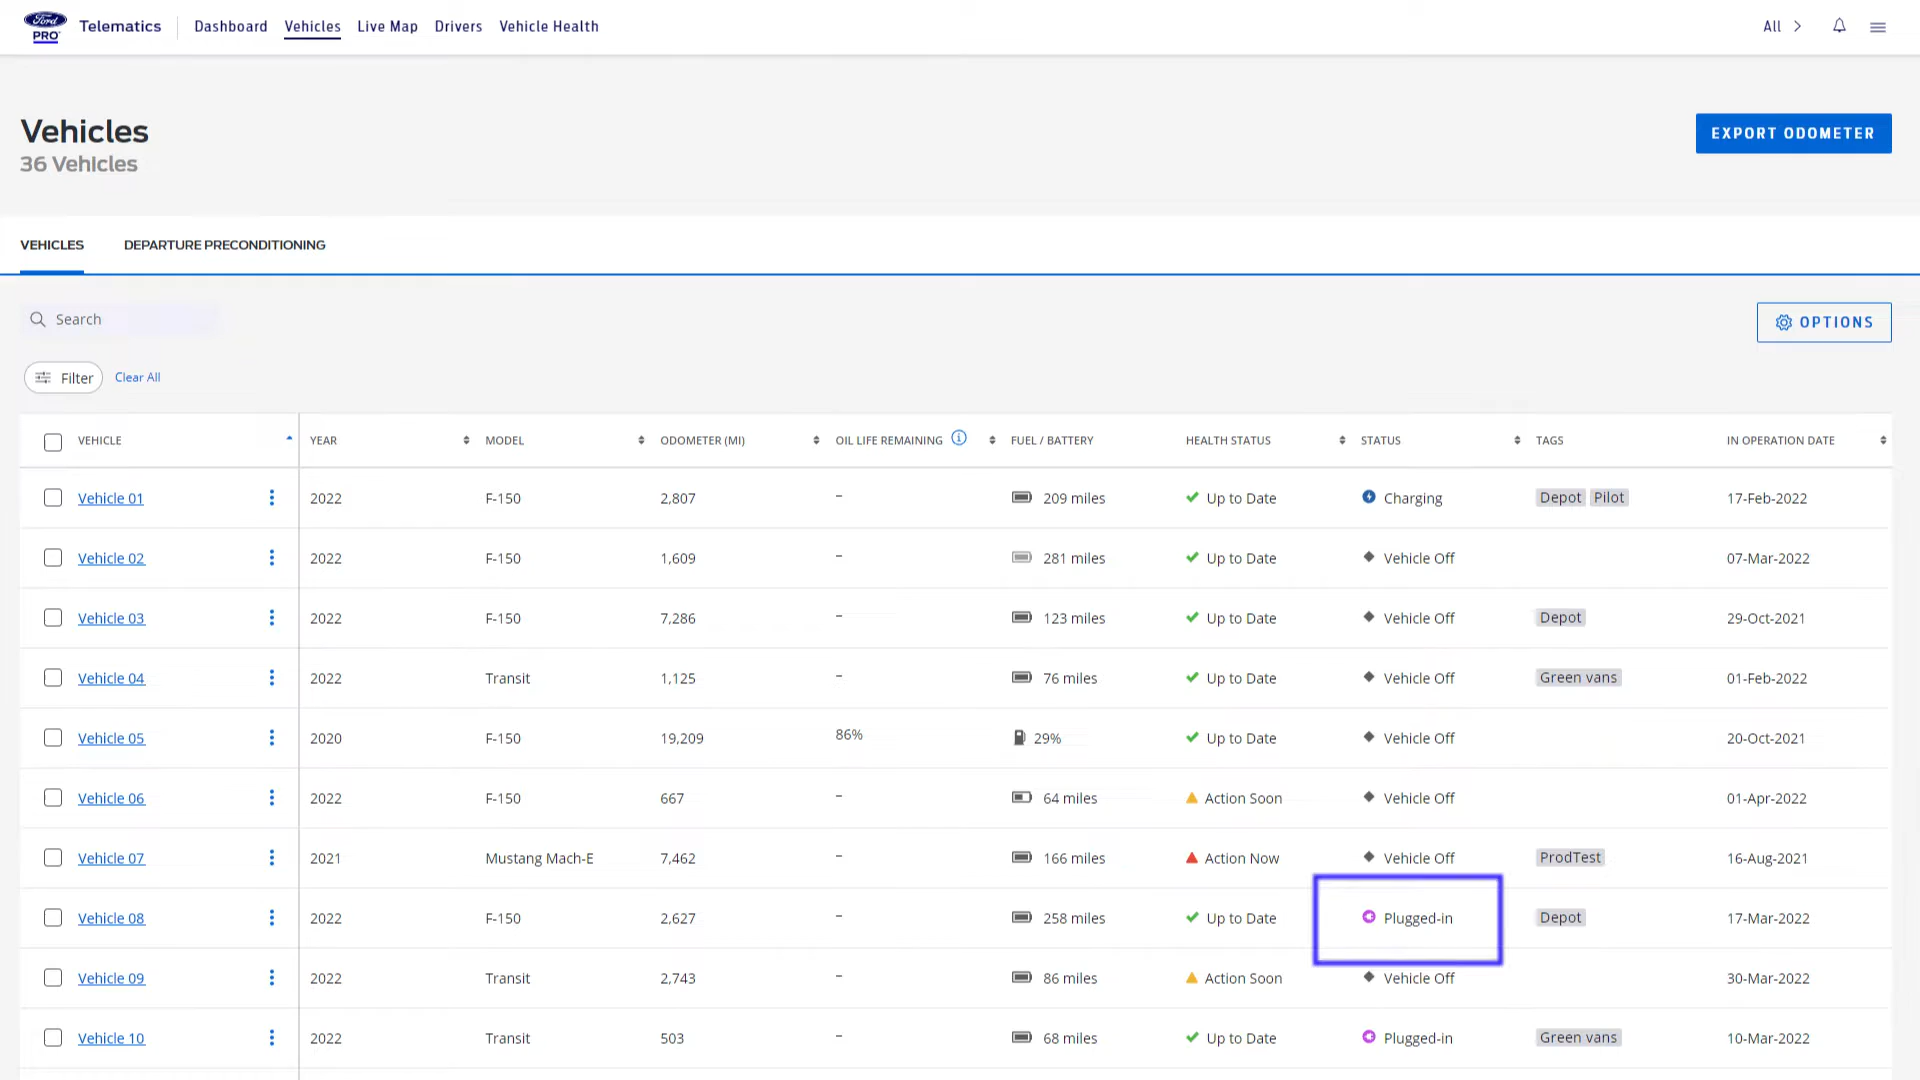 Ford PRO Telematics Dashboard Vehicles Live Map Drivers Vehicle Health All
Vehicles
36 Vehicles
EXPORT ODOMETER
VEHICLES DEPARTURE PRECONDITIONING
Search
OPTIONS
Filter Clear All
VEHICLE YEAR MODEL ODOMETER (MI) OIL LIFE REMAINING FUEL / BATTERY HEALTH STATUS STATUS TAGS IN OPERATION DATE
Vehicle 01 2022 F-150 2,807 – 209 miles Up to Date Charging Depot Pilot 17-Feb-2022
Vehicle 02 2022 F-150 1,609 – 281 miles Up to Date Vehicle Off 07-Mar-2022
Vehicle 03 2022 F-150 7,286 – 123 miles Up to Date Vehicle Off Depot 29-Oct-2021
Vehicle 04 2022 Transit 1,125 – 76 miles Up to Date Vehicle Off Green vans 01-Feb-2022
Vehicle 05 2020 F-150 19,209 86% 29% Up to Date Vehicle Off 20-Oct-2021
Vehicle 06 2022 F-150 667 – 64 miles Action Soon Vehicle Off 01-Apr-2022
Vehicle 07 2021 Mustang Mach-E 7,462 – 166 miles Action Now Vehicle Off ProdTest 16-Aug-2021
Vehicle 08 2022 F-150 2,627 – 258 miles Up to Date Plugged-in Depot 17-Mar-2022
Vehicle 09 2022 Transit 2,743 – 86 miles Action Soon Vehicle Off 30-Mar-2022
Vehicle 10 2022 Transit 503 – 68 miles Up to Date Plugged-in Green vans 10-Mar-2022